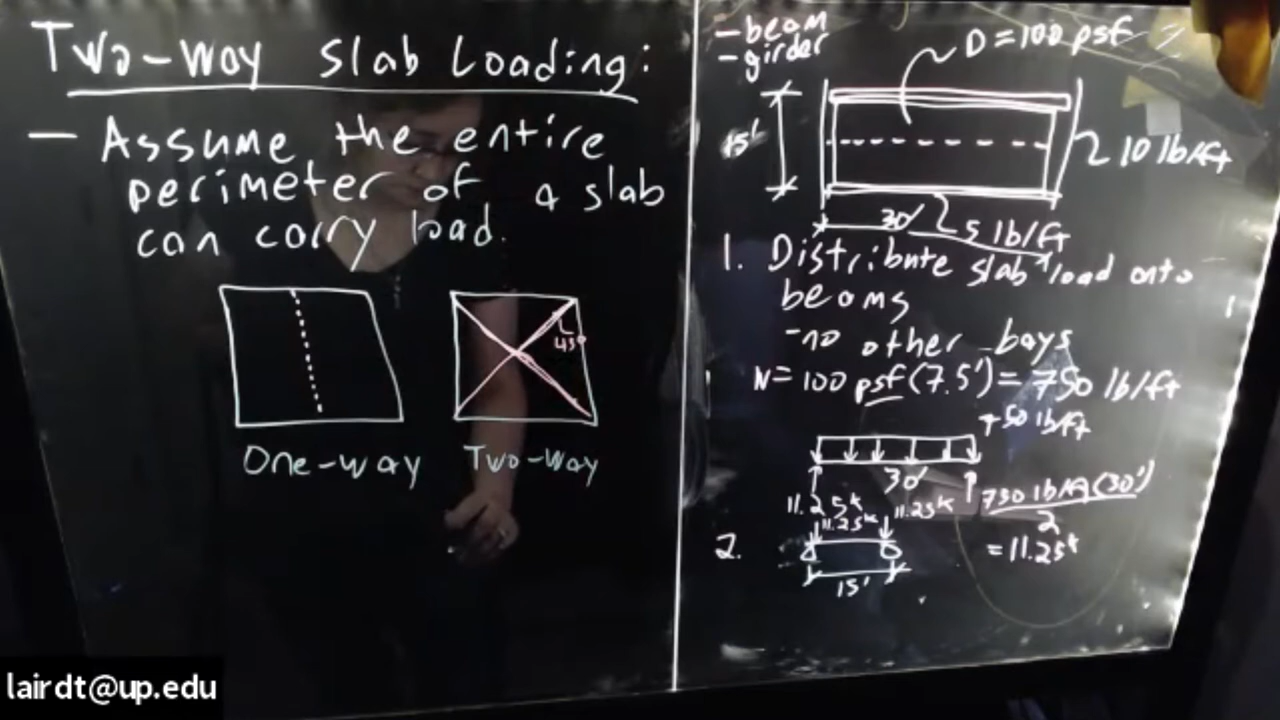 Two-way Slab Loading:
- Assume the entire
perimeter of a slab
can carry load.
45°
One-way
Two-way
- beam
- girder
D = 100 psf
15'
10 lb/ft
30'
5 lb/ft
1. Distribute slab load onto
beams
- no other bays
W = 100 psf (7.5') = 750 lb/ft
750 lb/ft
30'
11.25k
750 lb/ft (30')
2
= 11.25k
2.
11.25k
11.25k
15'
lairdt@up.edu